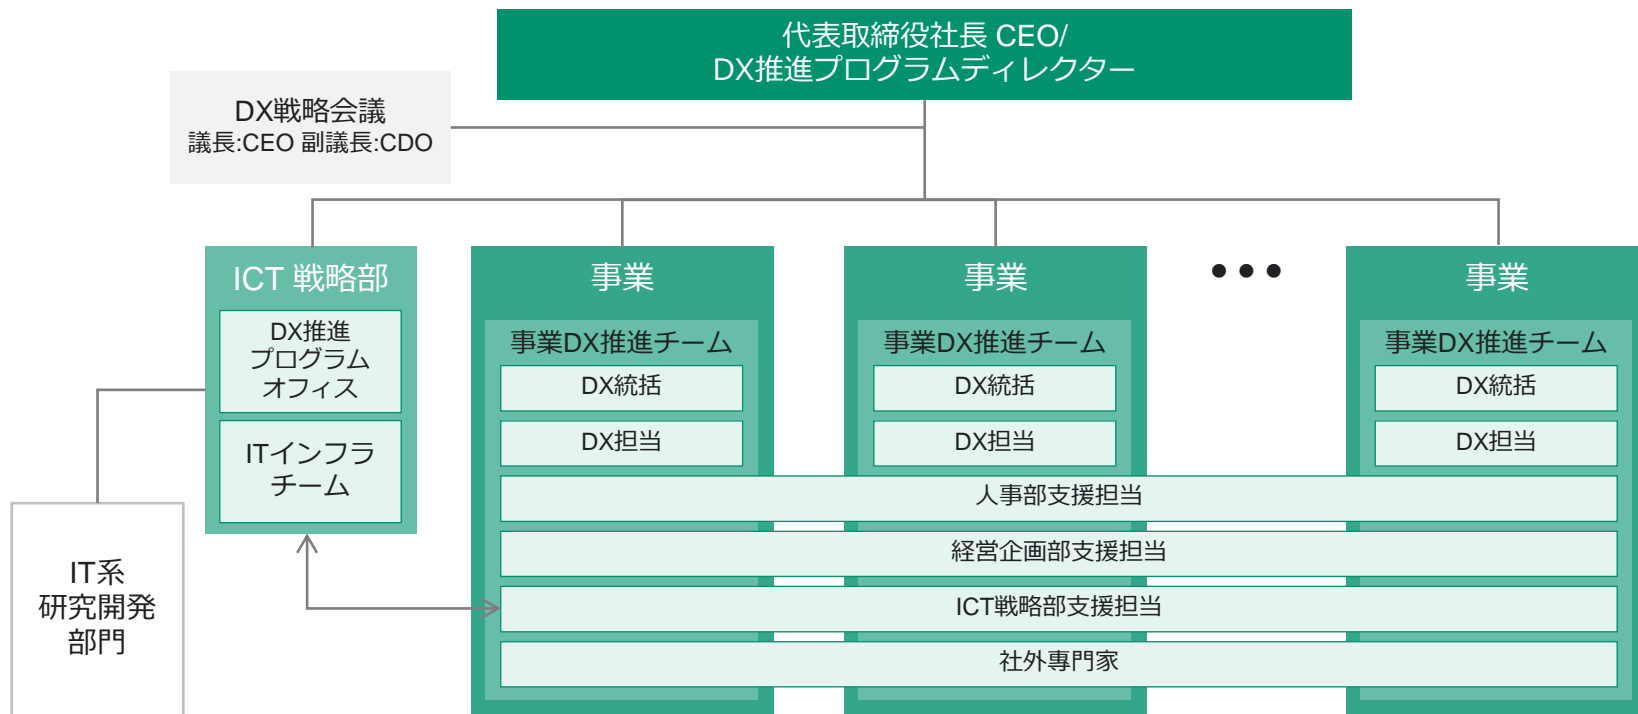 代表取締役社長 CEO/
DX推進プログラムディレクター
DX戦略会議
議長:CEO 副議長:CDO
ICT 戦略部
DX推進
プログラム
オフィス
ITインフラ
チーム
IT系
研究開発
部門
事業
事業DX推進チーム
DX統括
DX担当
事業
事業DX推進チーム
DX統括
DX担当
•••
事業
事業DX推進チーム
DX統括
DX担当
人事部支援担当
経営企画部支援担当
ICT戦略部支援担当
社外専門家